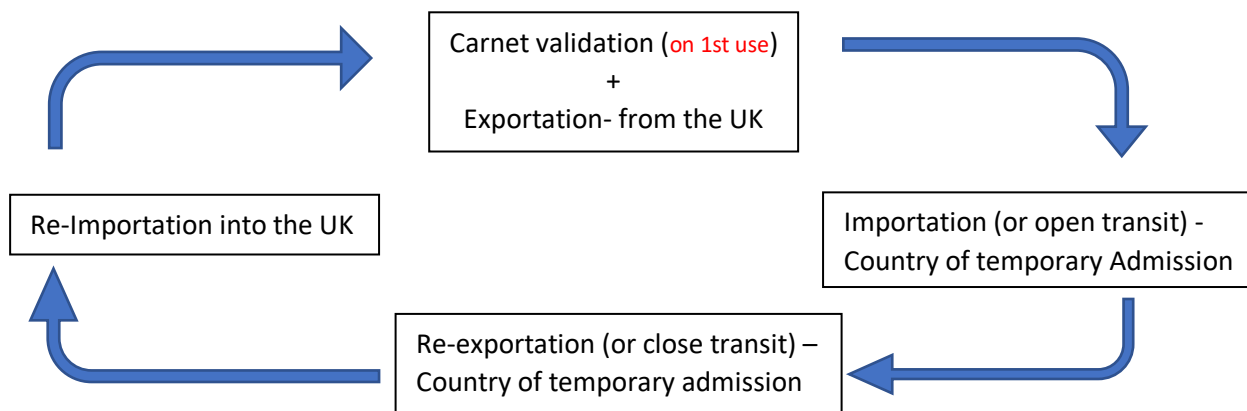 Carnet validation (on 1st use)
+
Exportation- from the UK
Re-Importation into the UK
Importation (or open transit) -
Country of temporary Admission
Re-exportation (or close transit) –
Country of temporary admission